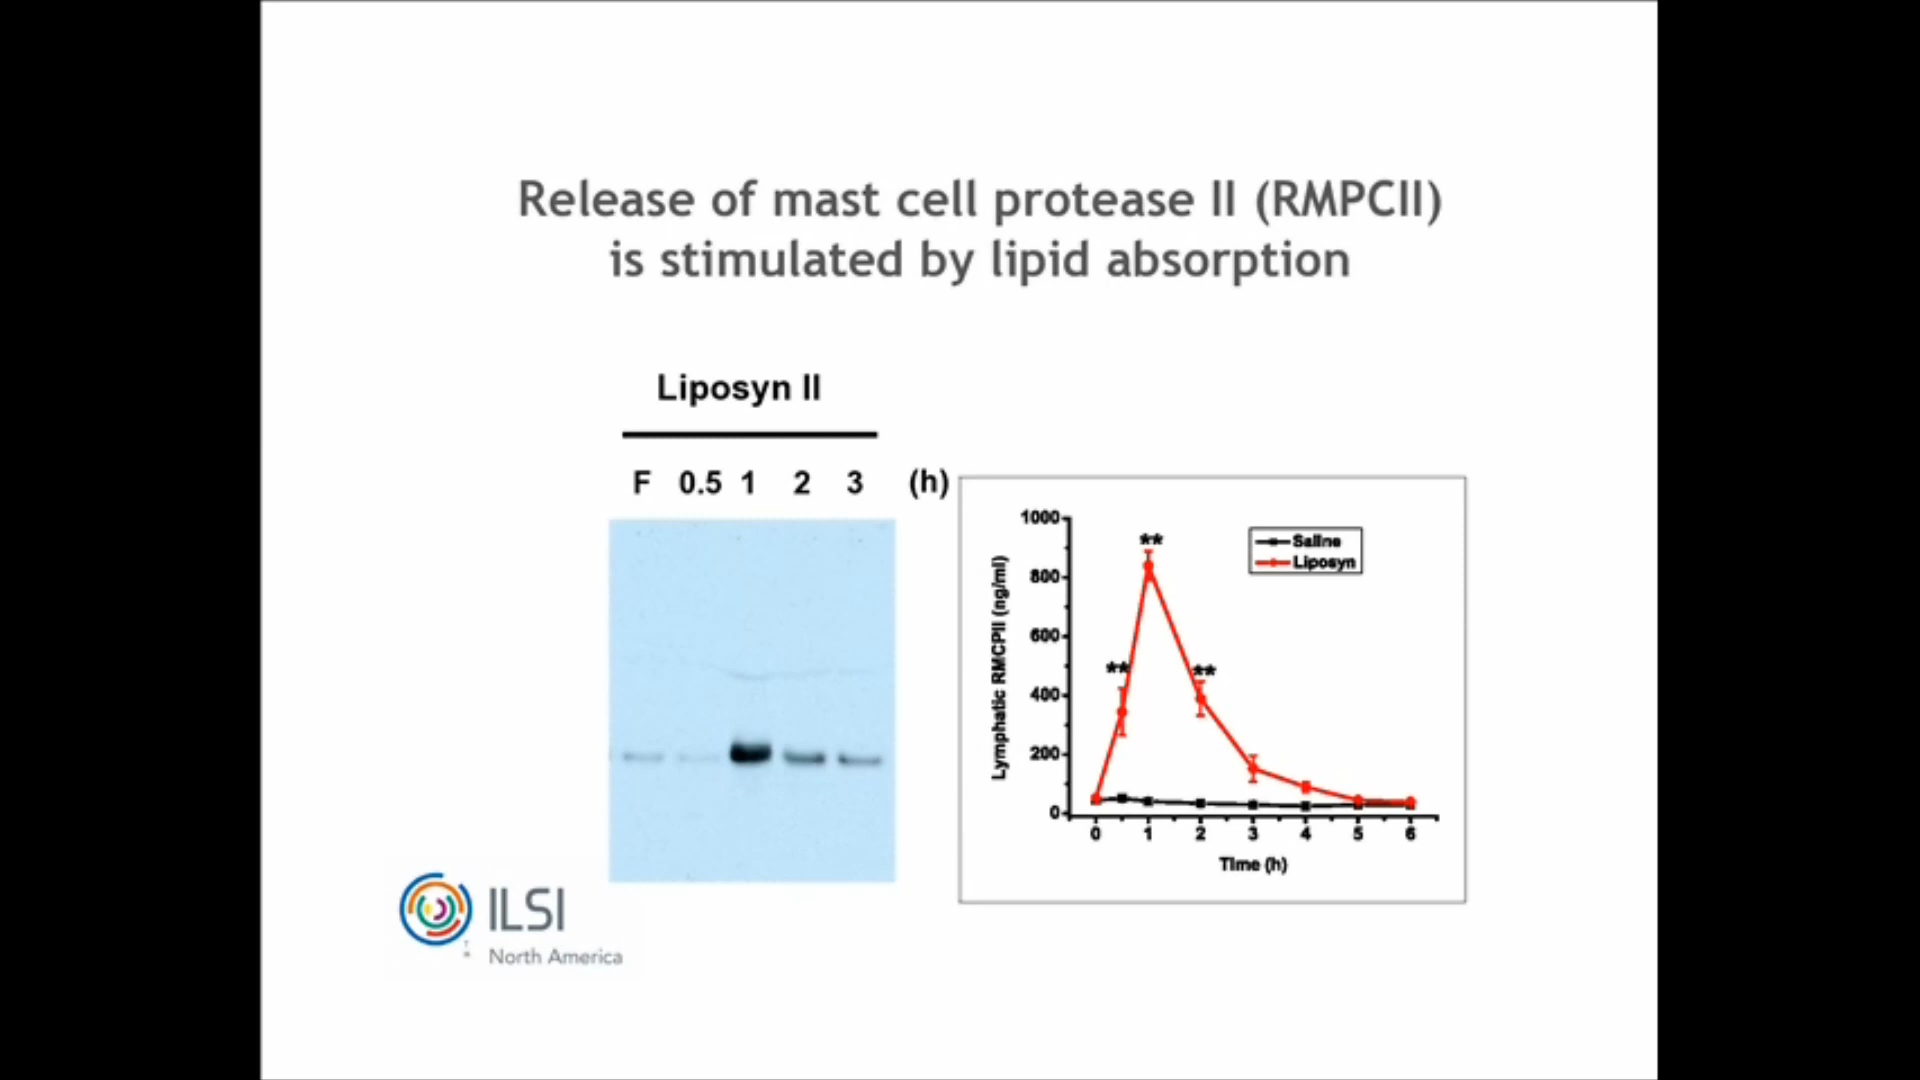 Release of mast cell protease II (RMPCII)
is stimulated by lipid absorption
Liposyn II
F 0.5 1 2 3 (h)
Lymphatic RMCPII (ng/ml)
1000
800
600
400
200
0
**
**
**
Saline
Liposyn
0 1 2 3 4 5 6
Time (h)
ILSI
North America